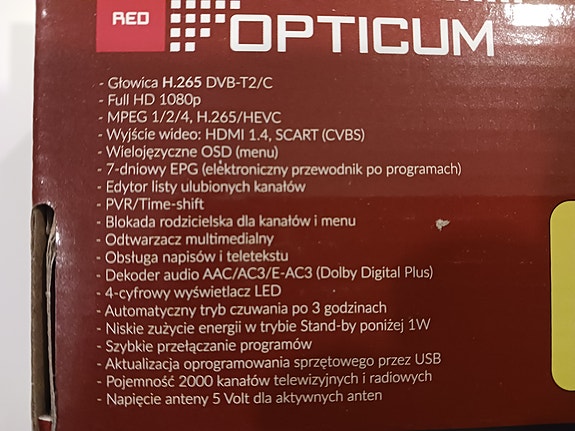 RED OPTICUM
- Głowica H.265 DVB-T2/C
- Full HD 1080p
- MPEG 1/2/4, H.265/HEVC
- Wyjście wideo: HDMI 1.4, SCART (CVBS)
- Wielojęzyczne OSD (menu)
- 7-dniowy EPG (elektroniczny przewodnik po programach)
- Edytor listy ulubionych kanałów
- PVR/Time-shift
- Blokada rodzicielska dla kanałów i menu
- Odtwarzacz multimedialny
- Obsługa napisów i teletekstu
- Dekoder audio AAC/AC3/E-AC3 (Dolby Digital Plus)
- 4-cyfrowy wyświetlacz LED
- Automatyczny tryb czuwania po 3 godzinach
- Niskie zużycie energii w trybie Stand-by poniżej 1W
- Szybkie przełączanie programów
- Aktualizacja oprogramowania sprzętowego przez USB
- Pojemność 2000 kanałów telewizyjnych i radiowych
- Napięcie anteny 5 Volt dla aktywnych anten